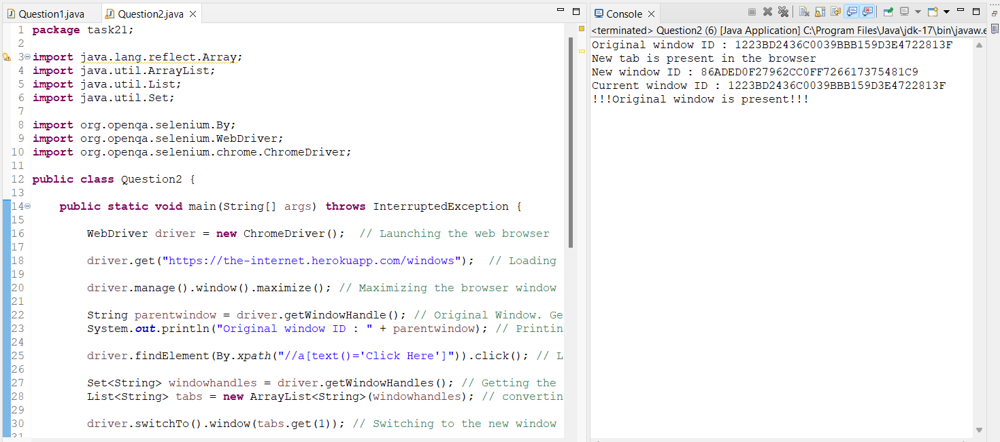 Question1.java
Question2.java
1 package task21;
2
3 import java.lang.reflect.Array;
4 import java.util.ArrayList;
5 import java.util.List;
6 import java.util.Set;
7
8 import org.openqa.selenium.By;
9 import org.openqa.selenium.WebDriver;
10 import org.openqa.selenium.chrome.ChromeDriver;
11
12 public class Question2 {
13
14 public static void main(String[] args) throws InterruptedException {
15
16 WebDriver driver = new ChromeDriver();  // Launching the web browser
17
18 driver.get("https://the-internet.herokuapp.com/windows");  // Loading
19
20 driver.manage().window().maximize(); // Maximizing the browser window
21
22 String parentwindow = driver.getWindowHandle(); // Original Window. Ge
23 System.out.println("Original window ID : " + parentwindow); // Printin
24
25 driver.findElement(By.xpath("//a[text()='Click Here']")).click(); // L
26
27 Set<String> windowhandles = driver.getWindowHandles(); // Getting the
28 List<String> tabs = new ArrayList<String>(windowhandles); // convertin
29
30 driver.switchTo().window(tabs.get(1)); // Switching to the new window
31
Console
<terminated> Question2 (6) [Java Application] C:\Program Files\Java\jdk-17\bin\javaw.e
Original window ID : 1223BD2436C0039BBB159D3E4722813F
New tab is present in the browser
New window ID : 86ADED0F27962CC0FF726617375481C9
Current window ID : 1223BD2436C0039BBB159D3E4722813F
!!!Original window is present!!!